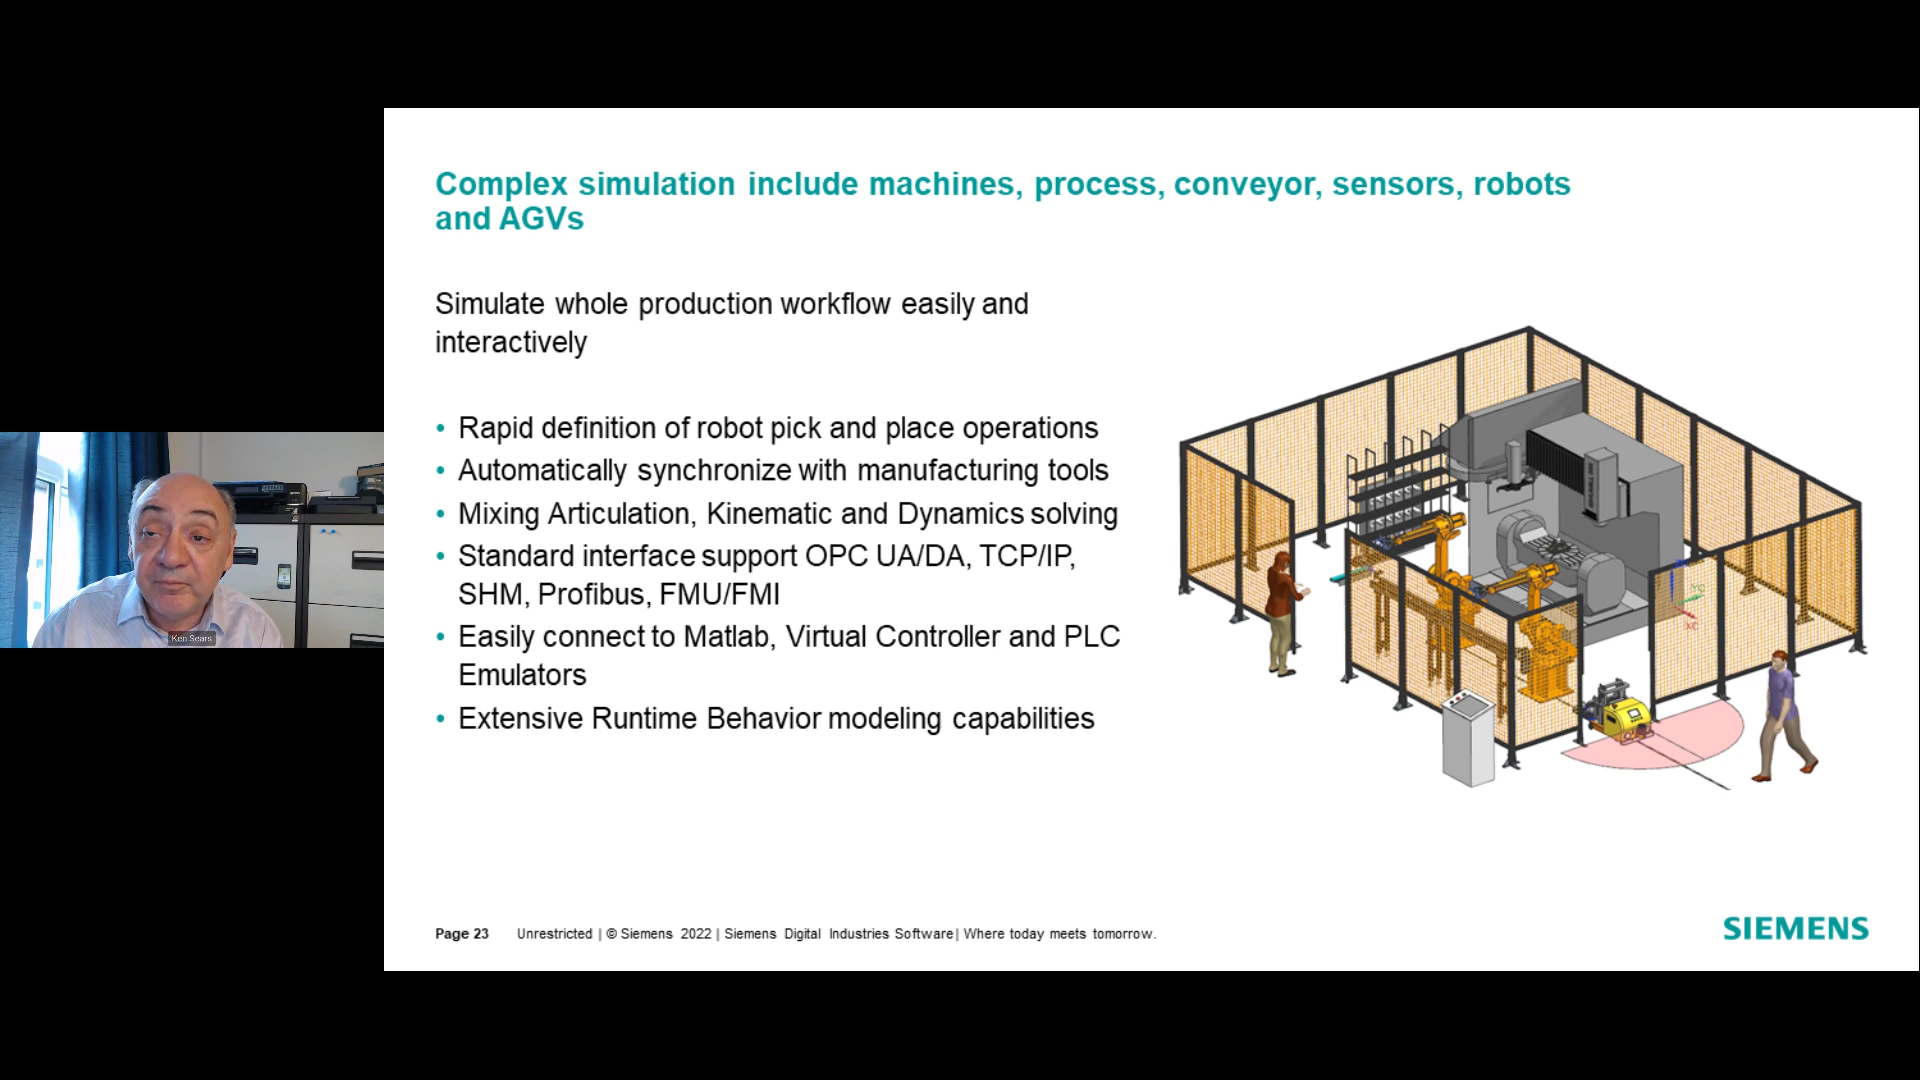 Complex simulation include machines, process, conveyor, sensors, robots
and AGVs
Simulate whole production workflow easily and
interactively
• Rapid definition of robot pick and place operations
• Automatically synchronize with manufacturing tools
• Mixing Articulation, Kinematic and Dynamics solving
• Standard interface support OPC UA/DA, TCP/IP,
SHM, Profibus, FMU/FMI
• Easily connect to Matlab, Virtual Controller and PLC
Emulators
• Extensive Runtime Behavior modeling capabilities
Ken Sears
Page 23 Unrestricted | © Siemens 2022 | Siemens Digital Industries Software| Where today meets tomorrow.
SIEMENS